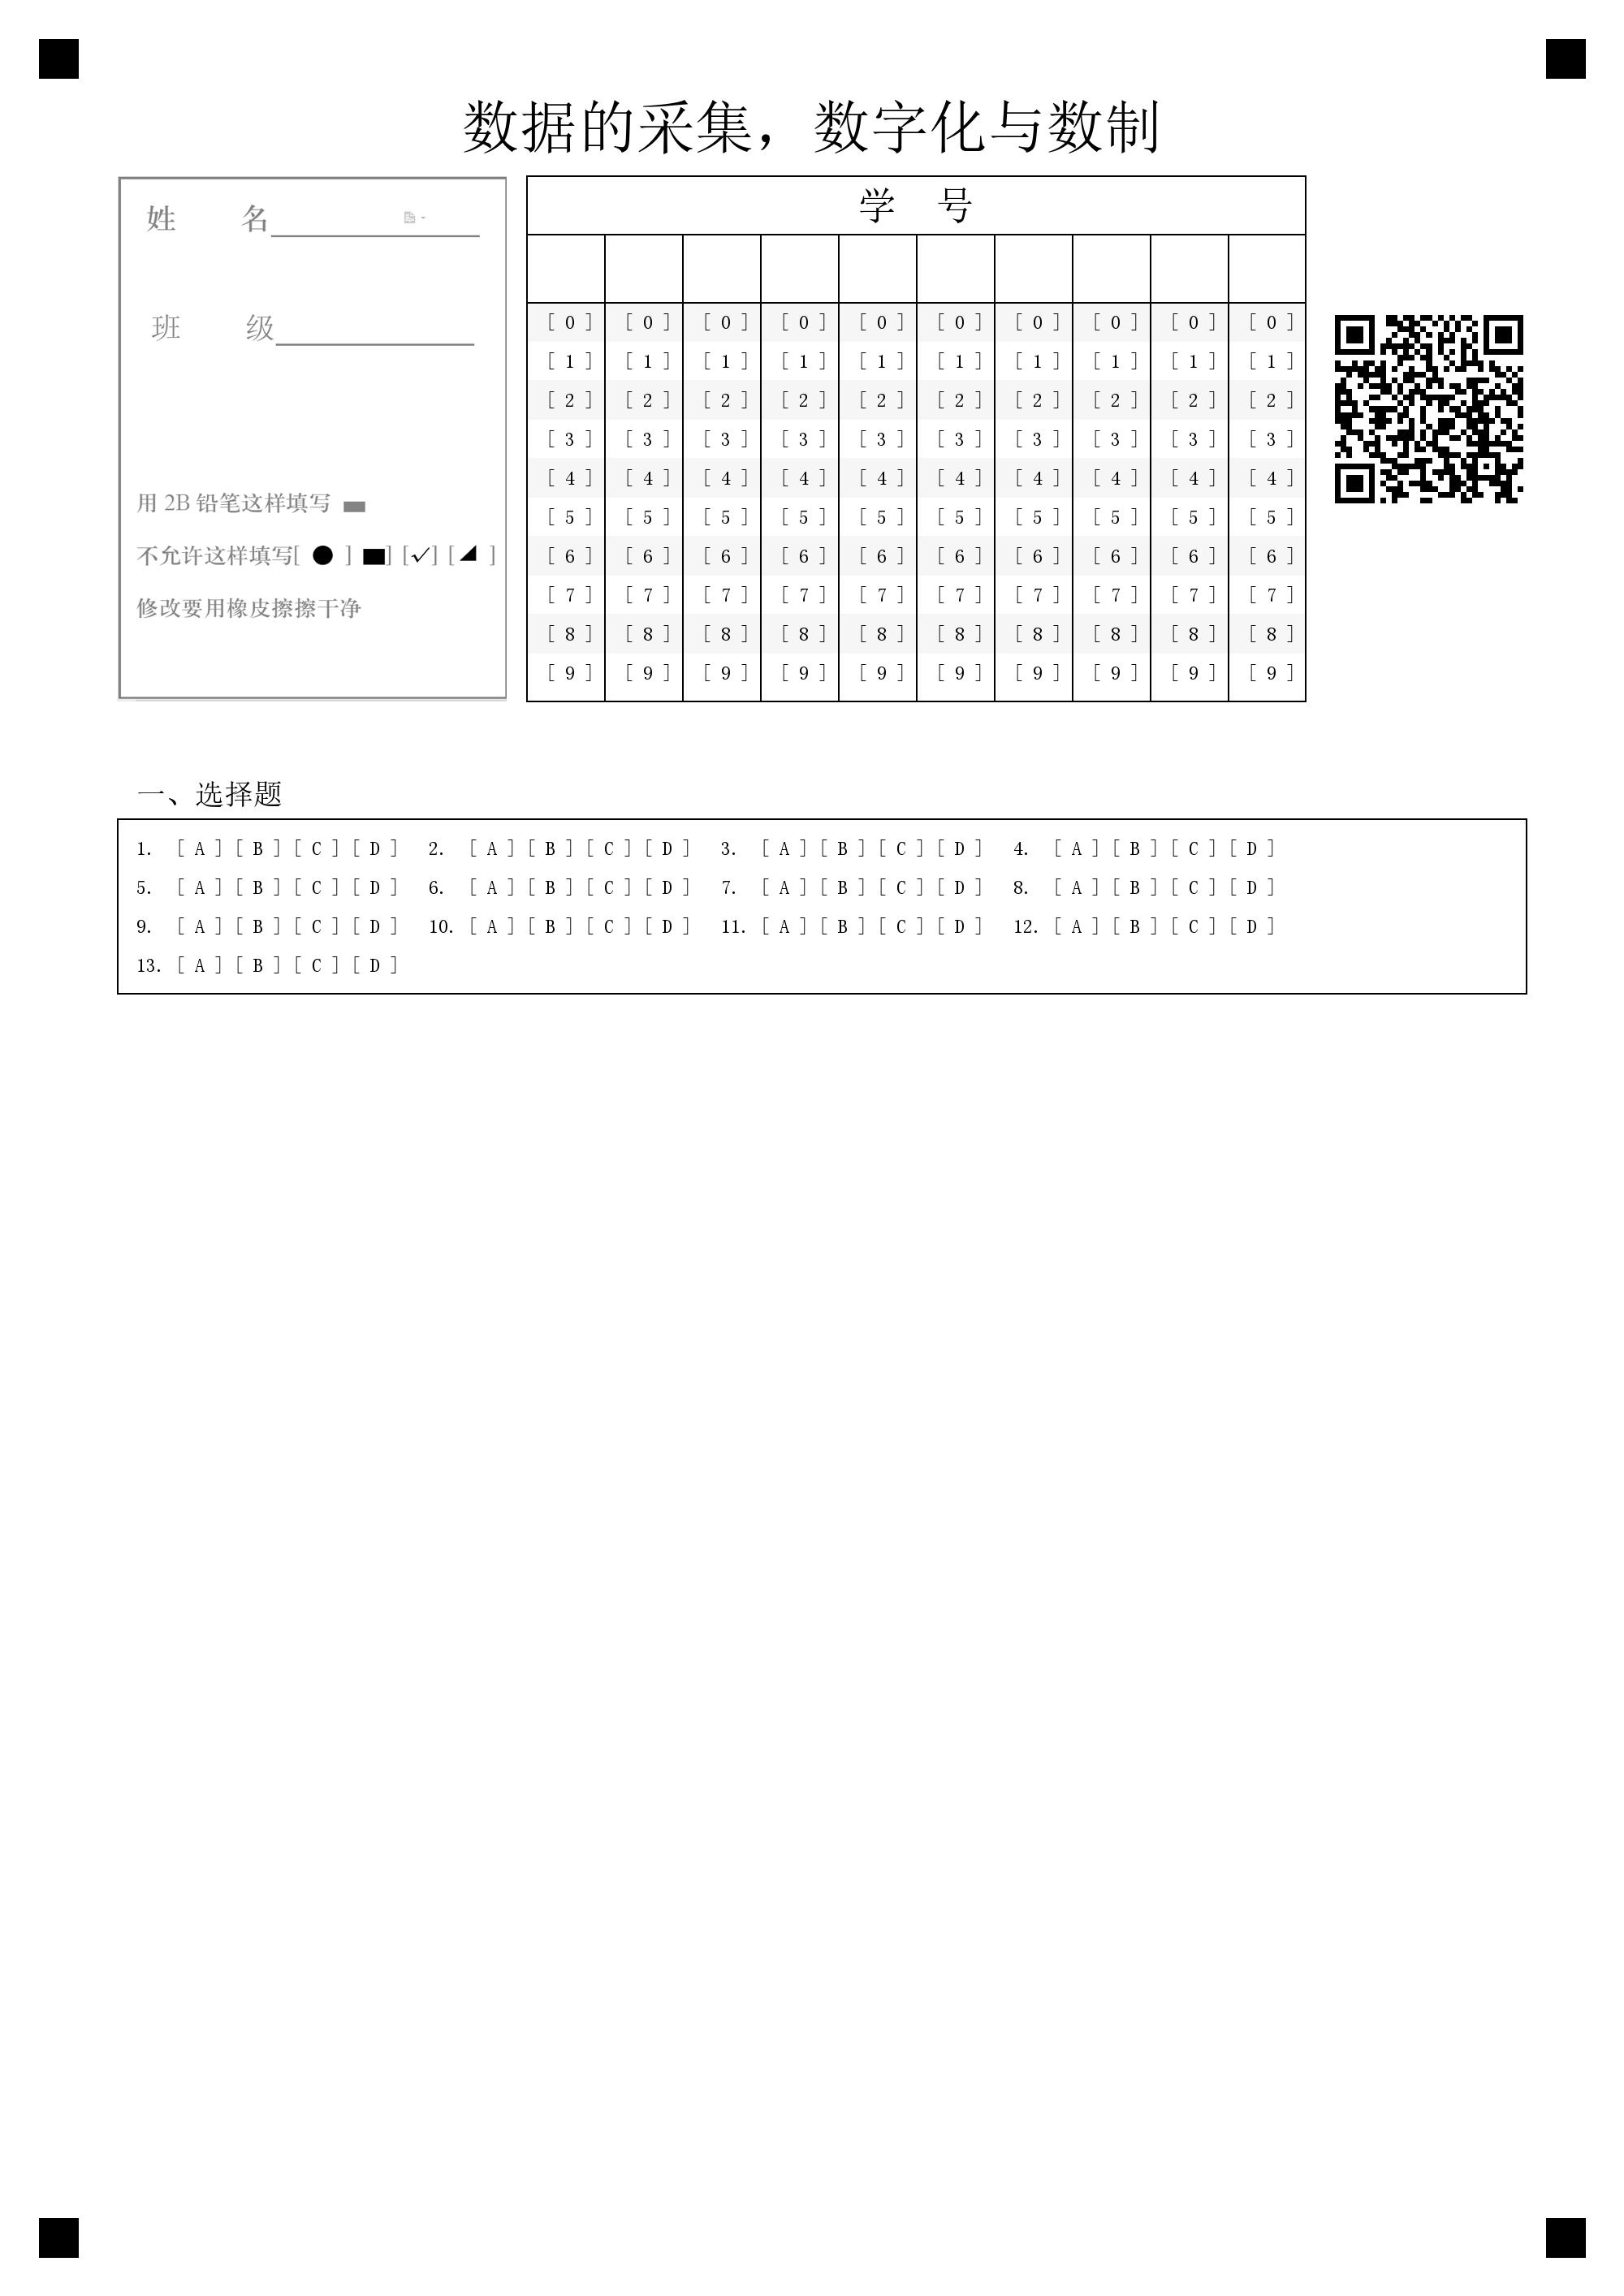 数据的采集，数字化与数制
姓 名
班 级
用 2B 铅笔这样填写
不允许这样填写[ ● ] ■] [✓] [ ◢ ]
修改要用橡皮擦擦干净
学 号
[ 0 ] [ 0 ] [ 0 ] [ 0 ] [ 0 ] [ 0 ] [ 0 ] [ 0 ] [ 0 ] [ 0 ]
[ 1 ] [ 1 ] [ 1 ] [ 1 ] [ 1 ] [ 1 ] [ 1 ] [ 1 ] [ 1 ] [ 1 ]
[ 2 ] [ 2 ] [ 2 ] [ 2 ] [ 2 ] [ 2 ] [ 2 ] [ 2 ] [ 2 ] [ 2 ]
[ 3 ] [ 3 ] [ 3 ] [ 3 ] [ 3 ] [ 3 ] [ 3 ] [ 3 ] [ 3 ] [ 3 ]
[ 4 ] [ 4 ] [ 4 ] [ 4 ] [ 4 ] [ 4 ] [ 4 ] [ 4 ] [ 4 ] [ 4 ]
[ 5 ] [ 5 ] [ 5 ] [ 5 ] [ 5 ] [ 5 ] [ 5 ] [ 5 ] [ 5 ] [ 5 ]
[ 6 ] [ 6 ] [ 6 ] [ 6 ] [ 6 ] [ 6 ] [ 6 ] [ 6 ] [ 6 ] [ 6 ]
[ 7 ] [ 7 ] [ 7 ] [ 7 ] [ 7 ] [ 7 ] [ 7 ] [ 7 ] [ 7 ] [ 7 ]
[ 8 ] [ 8 ] [ 8 ] [ 8 ] [ 8 ] [ 8 ] [ 8 ] [ 8 ] [ 8 ] [ 8 ]
[ 9 ] [ 9 ] [ 9 ] [ 9 ] [ 9 ] [ 9 ] [ 9 ] [ 9 ] [ 9 ] [ 9 ]
一、选择题
1. [ A ] [ B ] [ C ] [ D ] 2. [ A ] [ B ] [ C ] [ D ] 3. [ A ] [ B ] [ C ] [ D ] 4. [ A ] [ B ] [ C ] [ D ]
5. [ A ] [ B ] [ C ] [ D ] 6. [ A ] [ B ] [ C ] [ D ] 7. [ A ] [ B ] [ C ] [ D ] 8. [ A ] [ B ] [ C ] [ D ]
9. [ A ] [ B ] [ C ] [ D ] 10. [ A ] [ B ] [ C ] [ D ] 11. [ A ] [ B ] [ C ] [ D ] 12. [ A ] [ B ] [ C ] [ D ]
13. [ A ] [ B ] [ C ] [ D ]